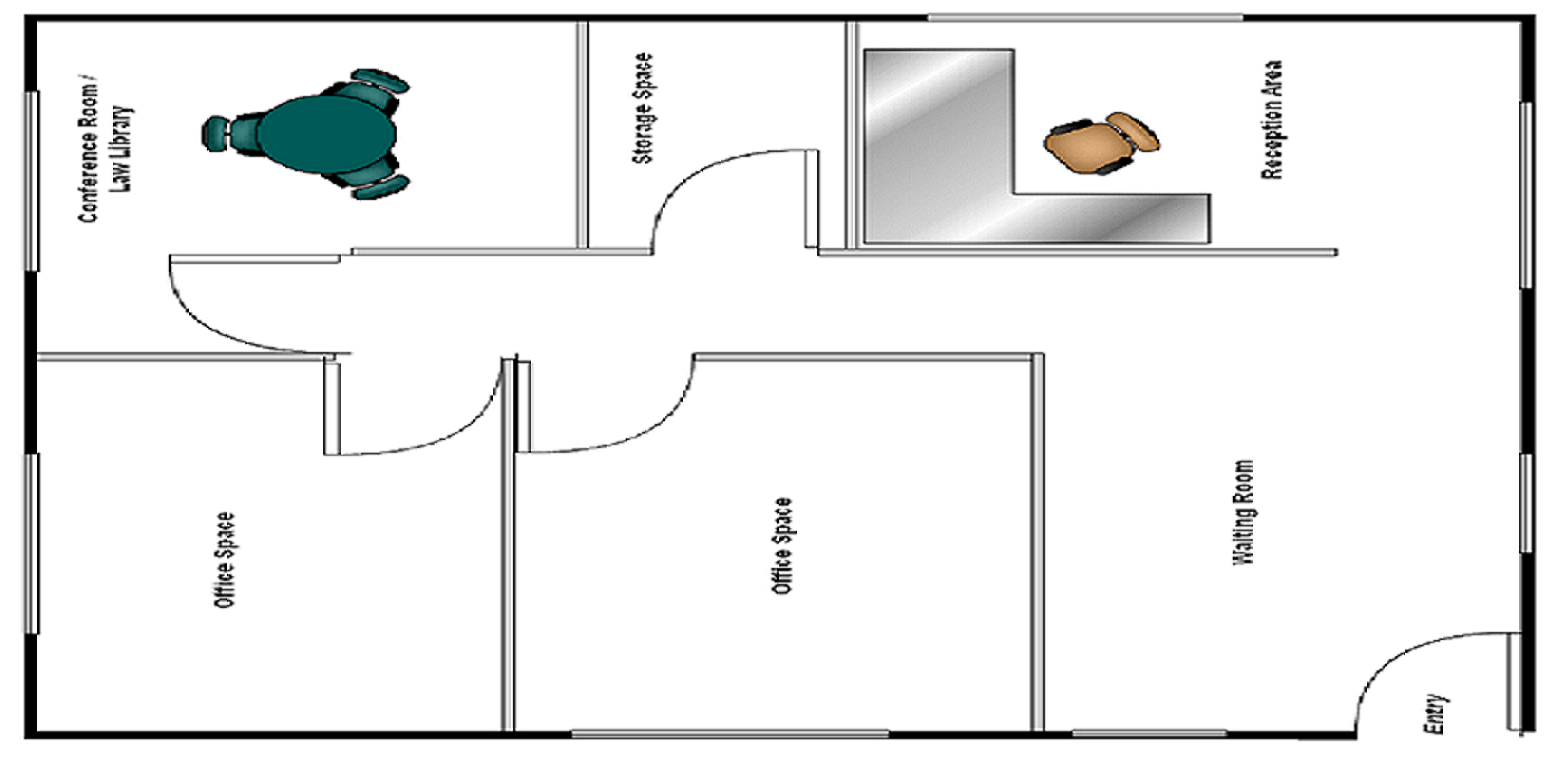 Conference Room /
Law Library
Storage Space
Reception Area
Office Space
Office Space
Waiting Room
Entry